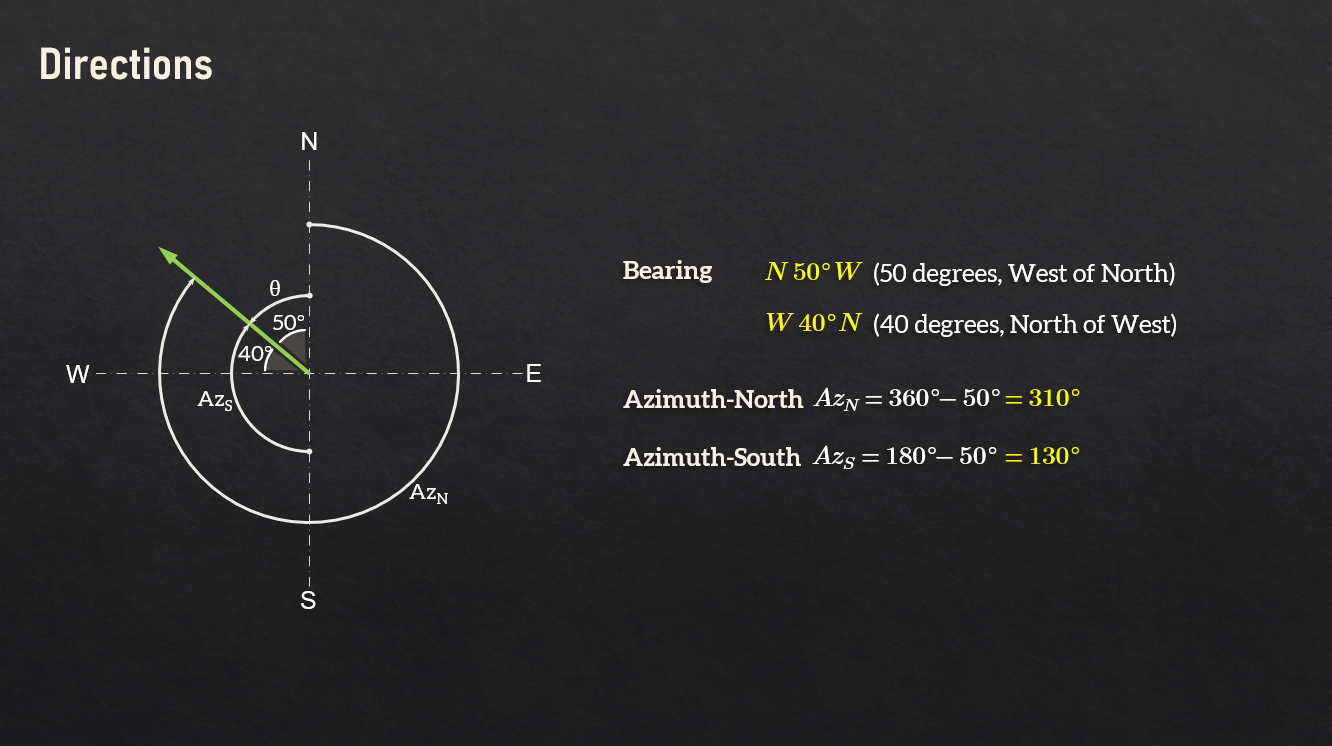 Directions
N
θ
50°
40°
W
E
Az_S
Az_N
S
Bearing N 50° W (50 degrees, West of North)
W 40° N (40 degrees, North of West)
Azimuth-North Az_N = 360°– 50° = 310°
Azimuth-South Az_S = 180°– 50° = 130°